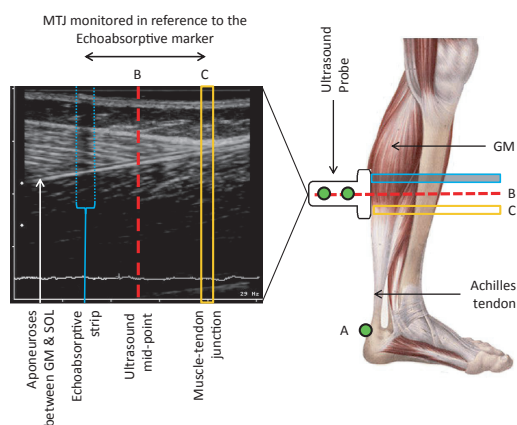 MTJ monitored in reference to the
Echoabsorptive marker
B
C
29 Hz
Aponeuroses
between GM & SOL
Echoabsorptive
strip
Ultrasound
mid-point
Muscle-tendon
junction
Ultrasound
Probe
GM
B
C
Achilles
tendon
A